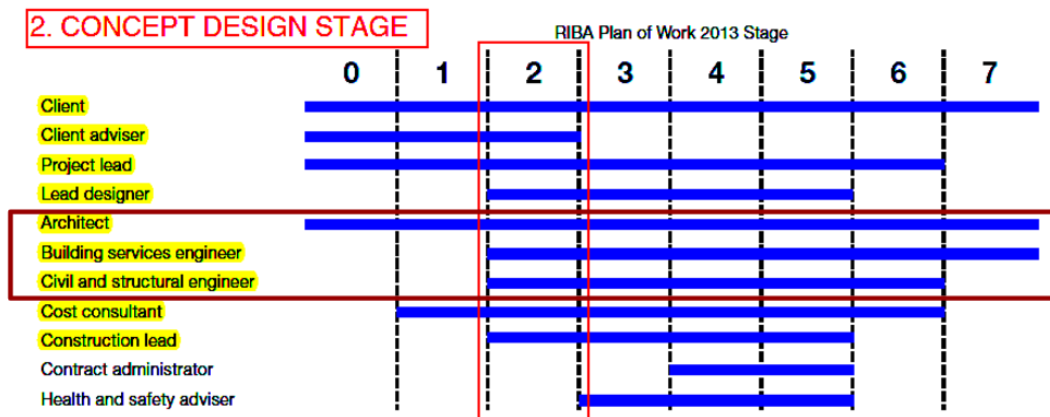 2. CONCEPT DESIGN STAGE
RIBA Plan of Work 2013 Stage
0 1 2 3 4 5 6 7
Client
Client adviser
Project lead
Lead designer
Architect
Building services engineer
Civil and structural engineer
Cost consultant
Construction lead
Contract administrator
Health and safety adviser